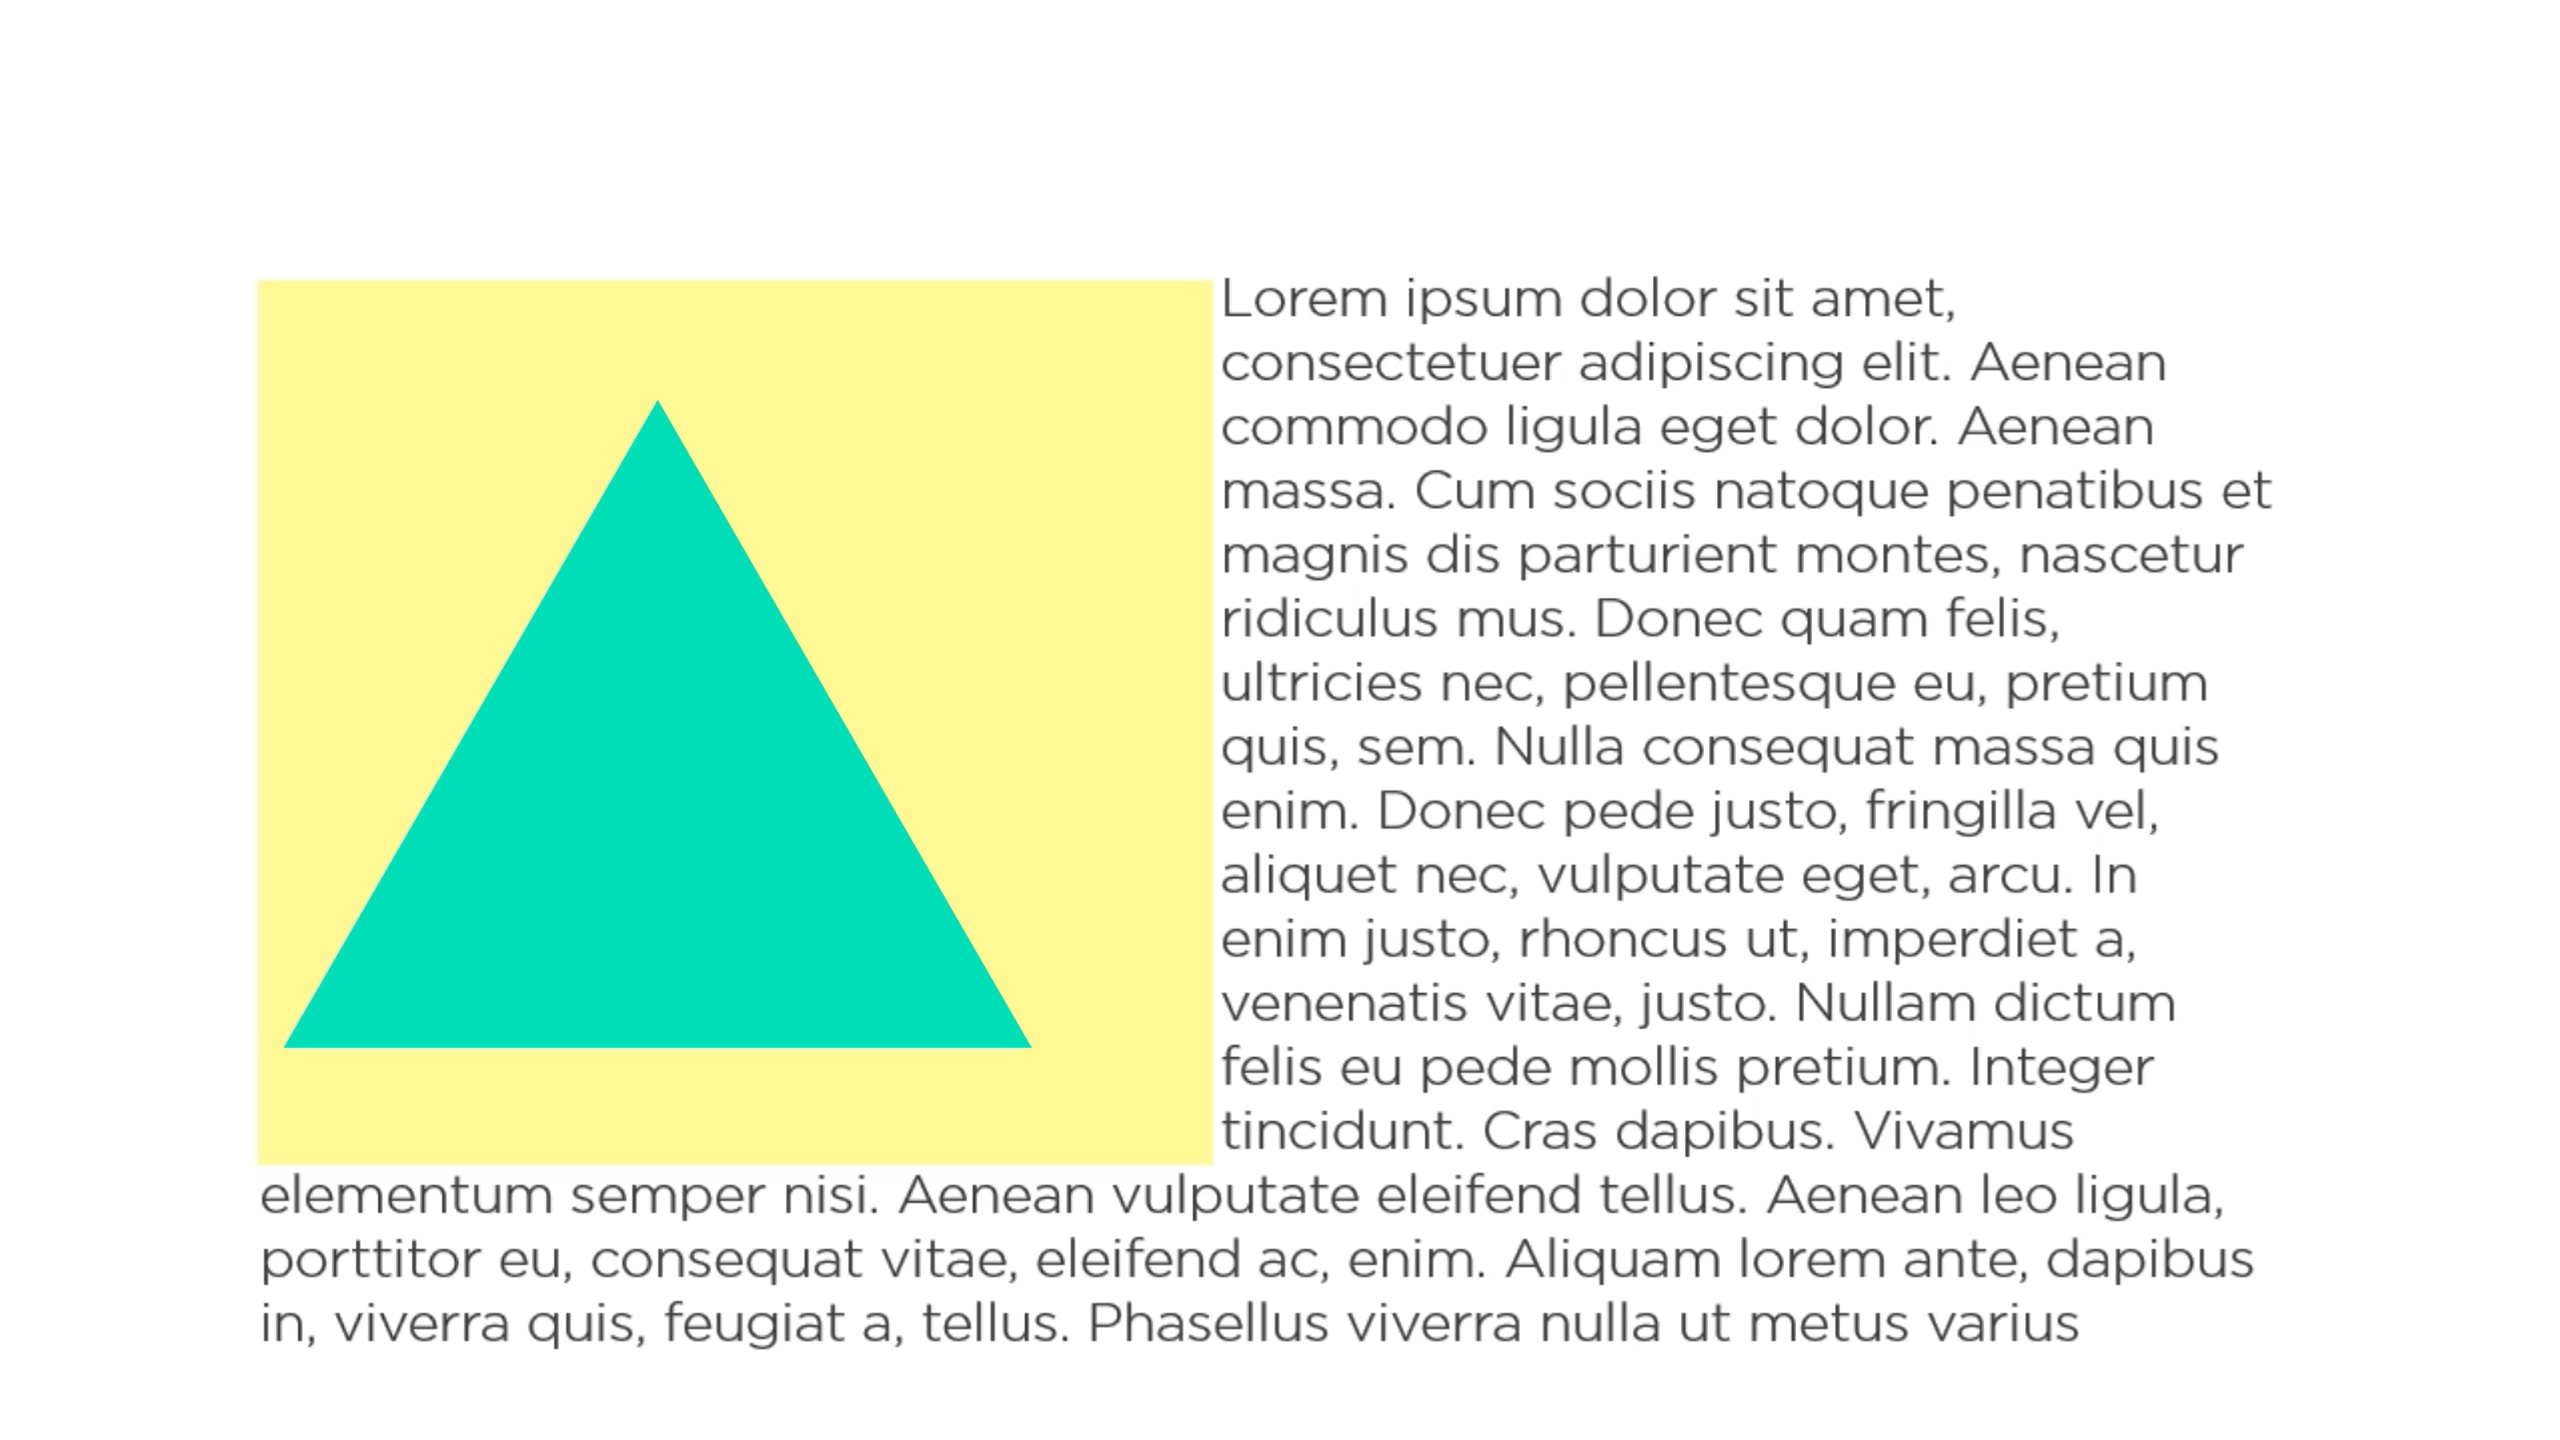 Lorem ipsum dolor sit amet,
consectetuer adipiscing elit. Aenean
commodo ligula eget dolor. Aenean
massa. Cum sociis natoque penatibus et
magnis dis parturient montes, nascetur
ridiculus mus. Donec quam felis,
ultricies nec, pellentesque eu, pretium
quis, sem. Nulla consequat massa quis
enim. Donec pede justo, fringilla vel,
aliquet nec, vulputate eget, arcu. In
enim justo, rhoncus ut, imperdiet a,
venenatis vitae, justo. Nullam dictum
felis eu pede mollis pretium. Integer
tincidunt. Cras dapibus. Vivamus
elementum semper nisi. Aenean vulputate eleifend tellus. Aenean leo ligula,
porttitor eu, consequat vitae, eleifend ac, enim. Aliquam lorem ante, dapibus
in, viverra quis, feugiat a, tellus. Phasellus viverra nulla ut metus varius